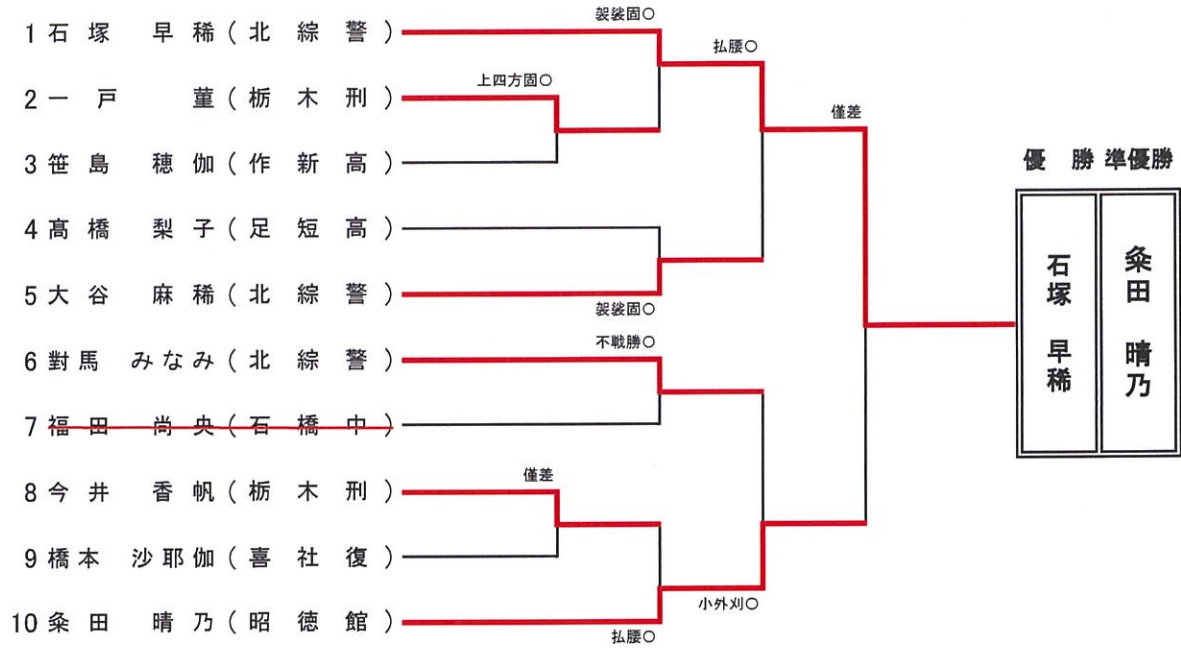 袈裟固○
1 石塚 早稀(北綜警)
払腰○
上四方固○
2 一戸 菫(栃木刑)
僅差
3 笹島 穂伽(作新高)
優勝 準優勝
4 髙橋 梨子(足短高)
石塚 早稀
粂田 晴乃
5 大谷 麻稀(北綜警)
袈裟固○
不戦勝○
6 對馬 みなみ(北綜警)
7 福田 尚央(石橋中)
僅差
8 今井 香帆(栃木刑)
9 橋本 沙耶伽(喜社復)
小外刈○
10 粂田 晴乃(昭徳館)
払腰○